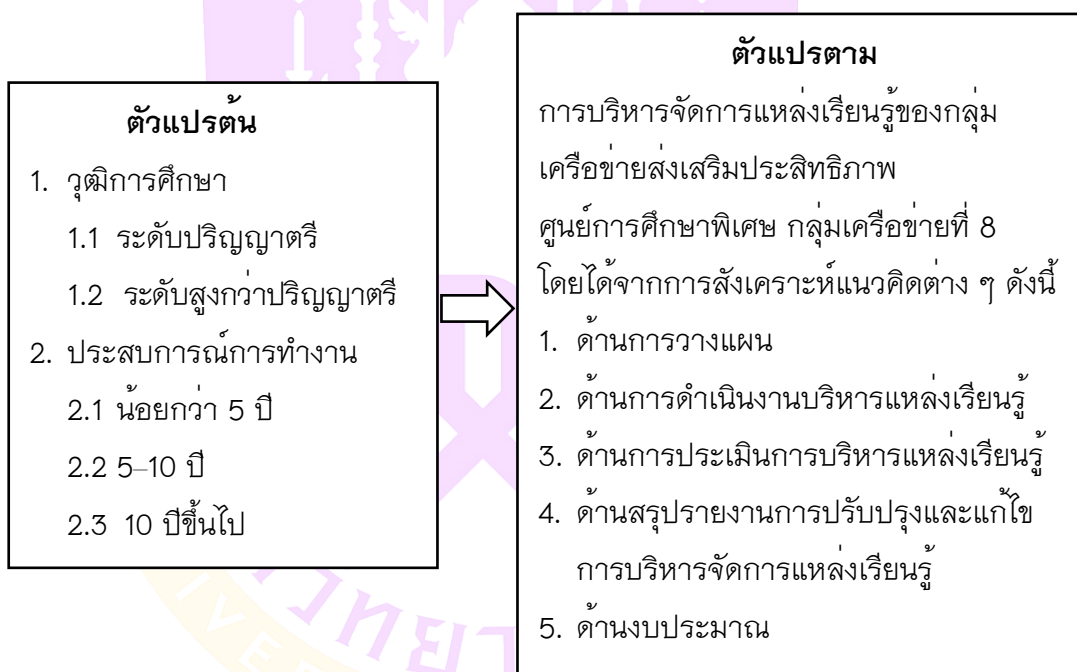 ตัวแปรต้น
1. วุฒิการศึกษา
1.1 ระดับปริญญาตรี
1.2 ระดับสูงกว่าปริญญาตรี
2. ประสบการณ์การทำงาน
2.1 น้อยกว่า 5 ปี
2.2 5–10 ปี
2.3 10 ปีขึ้นไป
ตัวแปรตาม
การบริหารจัดการแหล่งเรียนรู้ของกลุ่ม
เครือข่ายส่งเสริมประสิทธิภาพ
ศูนย์การศึกษาพิเศษ กลุ่มเครือข่ายที่ 8
โดยได้จากการสังเคราะห์แนวคิดต่าง ๆ ดังนี้
1. ด้านการวางแผน
2. ด้านการดำเนินงานบริหารแหล่งเรียนรู้
3. ด้านการประเมินการบริหารแหล่งเรียนรู้
4. ด้านสรุปรายงานการปรับปรุงและแก้ไข
การบริหารจัดการแหล่งเรียนรู้
5. ด้านงบประมาณ